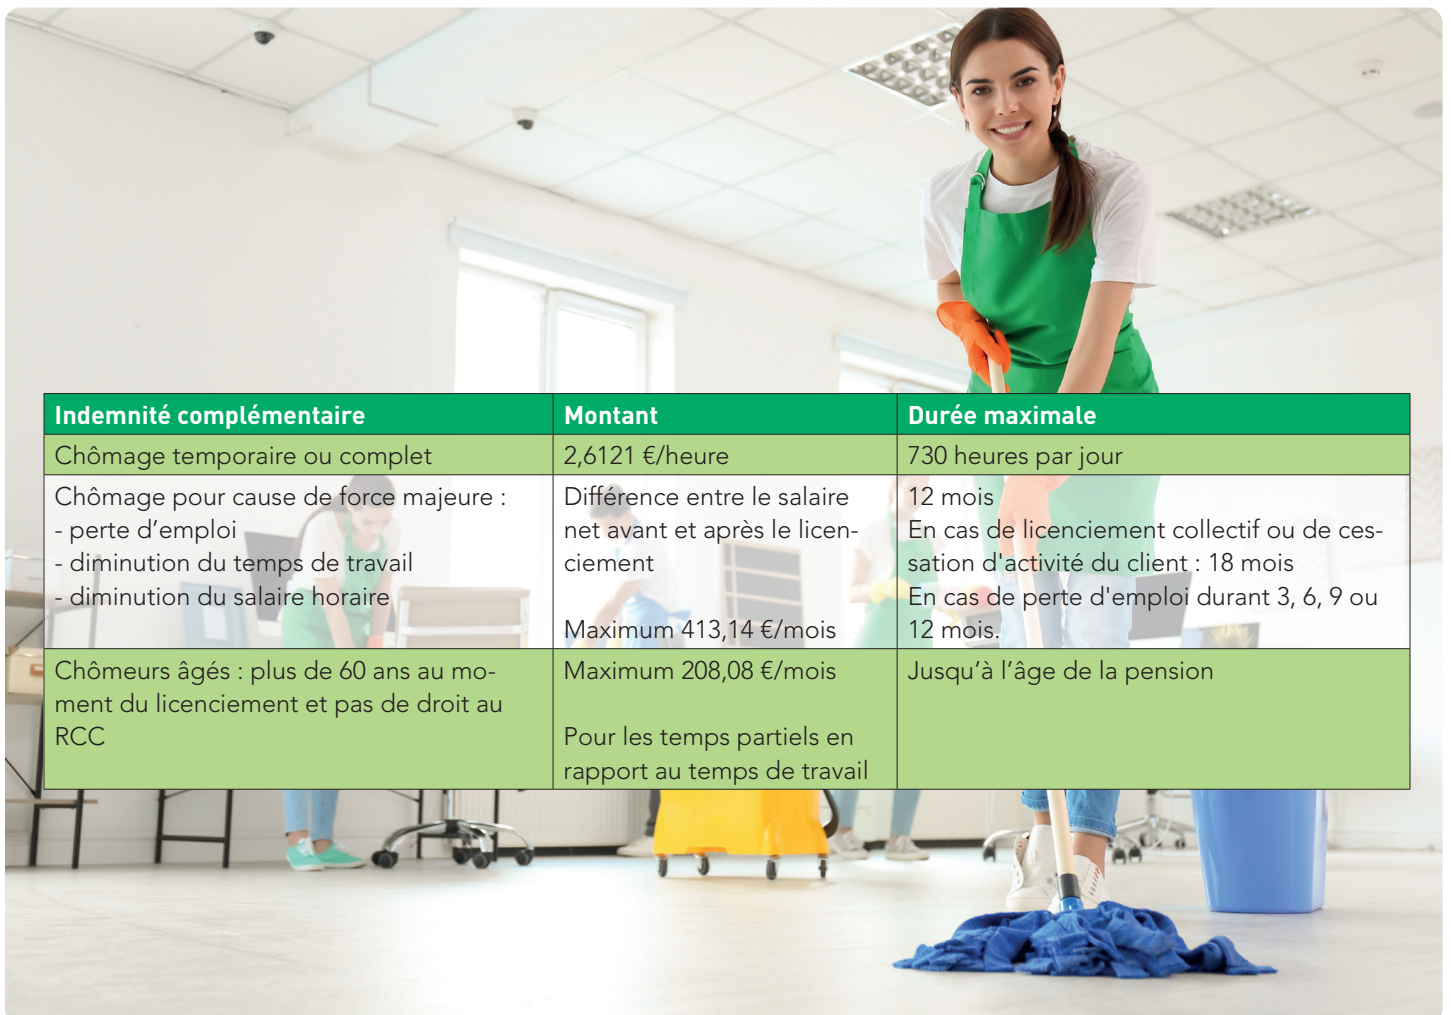 Indemnité complémentaire
Montant
Durée maximale
Chômage temporaire ou complet
2,6121 €/heure
730 heures par jour
Chômage pour cause de force majeure :
- perte d’emploi
- diminution du temps de travail
- diminution du salaire horaire
Différence entre le salaire
net avant et après le licen-
ciement
Maximum 413,14 €/mois
12 mois
En cas de licenciement collectif ou de ces-
sation d'activité du client : 18 mois
En cas de perte d'emploi durant 3, 6, 9 ou
12 mois.
Chômeurs âgés : plus de 60 ans au mo-
ment du licenciement et pas de droit au
RCC
Maximum 208,08 €/mois
Pour les temps partiels en
rapport au temps de travail
Jusqu’à l’âge de la pension